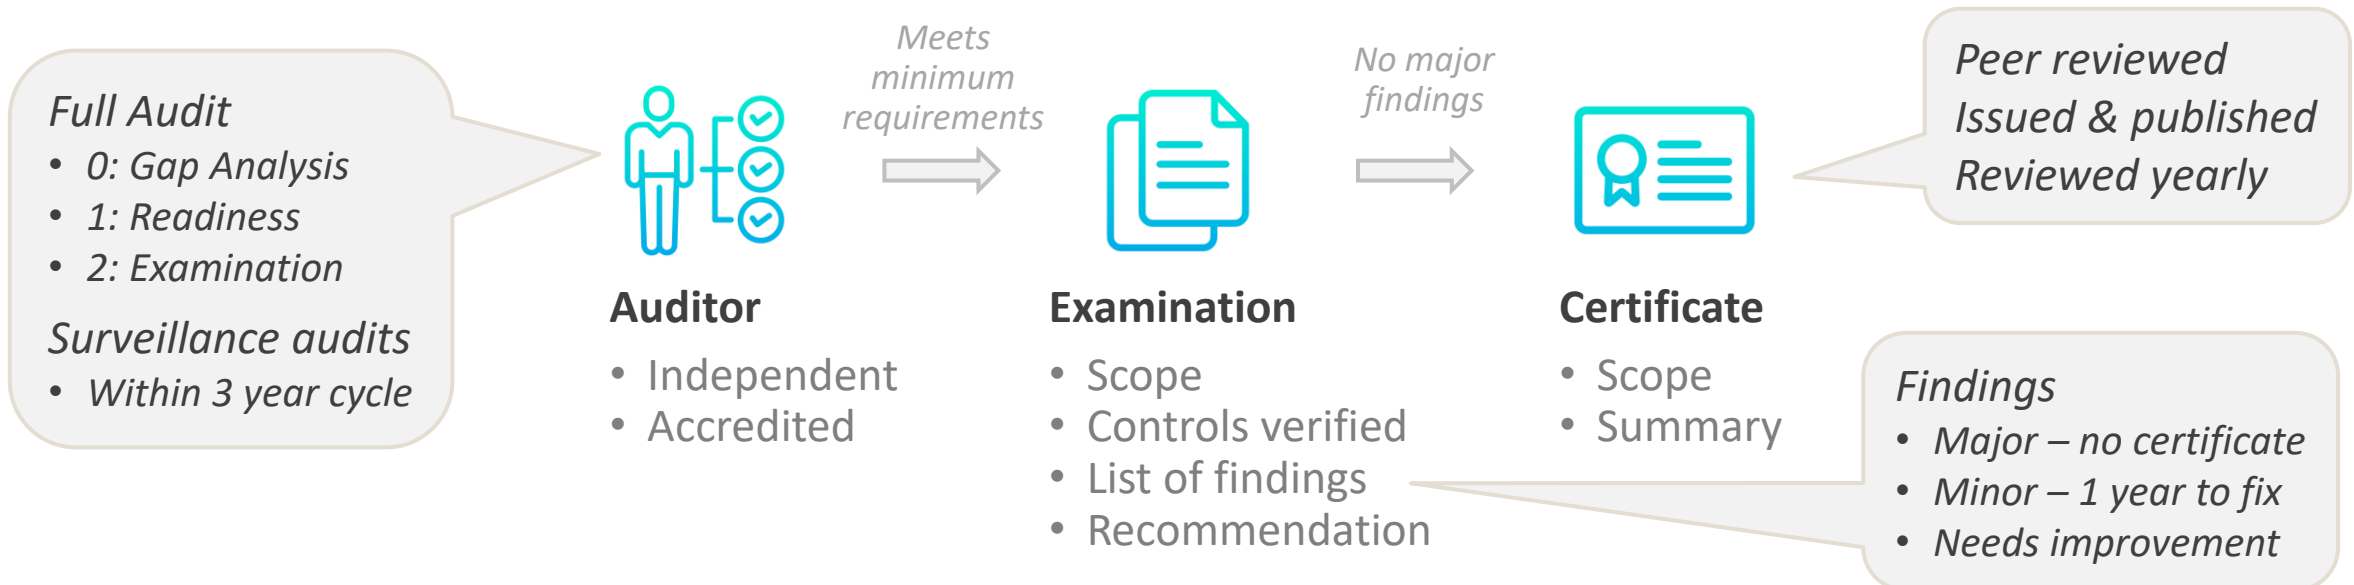 Full Audit
• 0: Gap Analysis
• 1: Readiness
• 2: Examination
Surveillance audits
• Within 3 year cycle
Auditor
• Independent
• Accredited
Meets
minimum
requirements
Examination
• Scope
• Controls verified
• List of findings
• Recommendation
No major
findings
Certificate
• Scope
• Summary
Peer reviewed
Issued & published
Reviewed yearly
Findings
• Major – no certificate
• Minor – 1 year to fix
• Needs improvement